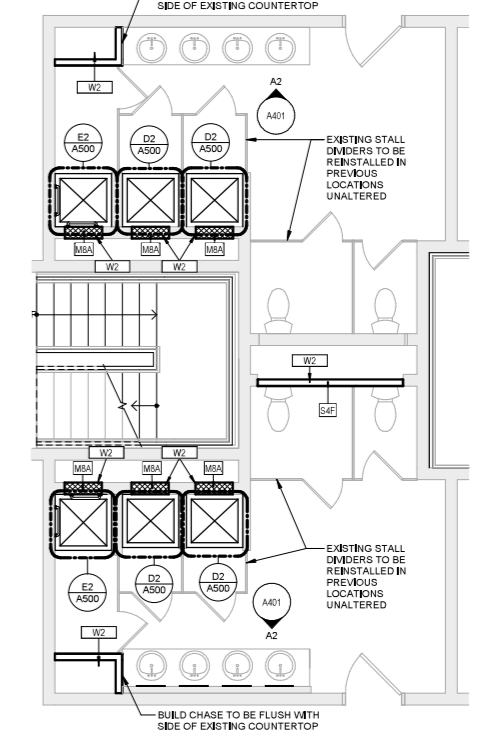 SIDE OF EXISTING COUNTERTOP
W2
A2
A401
E2
A500
D2
A500
D2
A500
EXISTING STALL
DIVIDERS TO BE
REINSTALLED IN
PREVIOUS
LOCATIONS
UNALTERED
M8A
M8A
M8A
W2
W2
W2
S4F
W2
W2
M8A
M8A
M8A
EXISTING STALL
DIVIDERS TO BE
REINSTALLED IN
PREVIOUS
LOCATIONS
UNALTERED
E2
A500
D2
A500
D2
A500
A401
A2
W2
BUILD CHASE TO BE FLUSH WITH
SIDE OF EXISTING COUNTERTOP